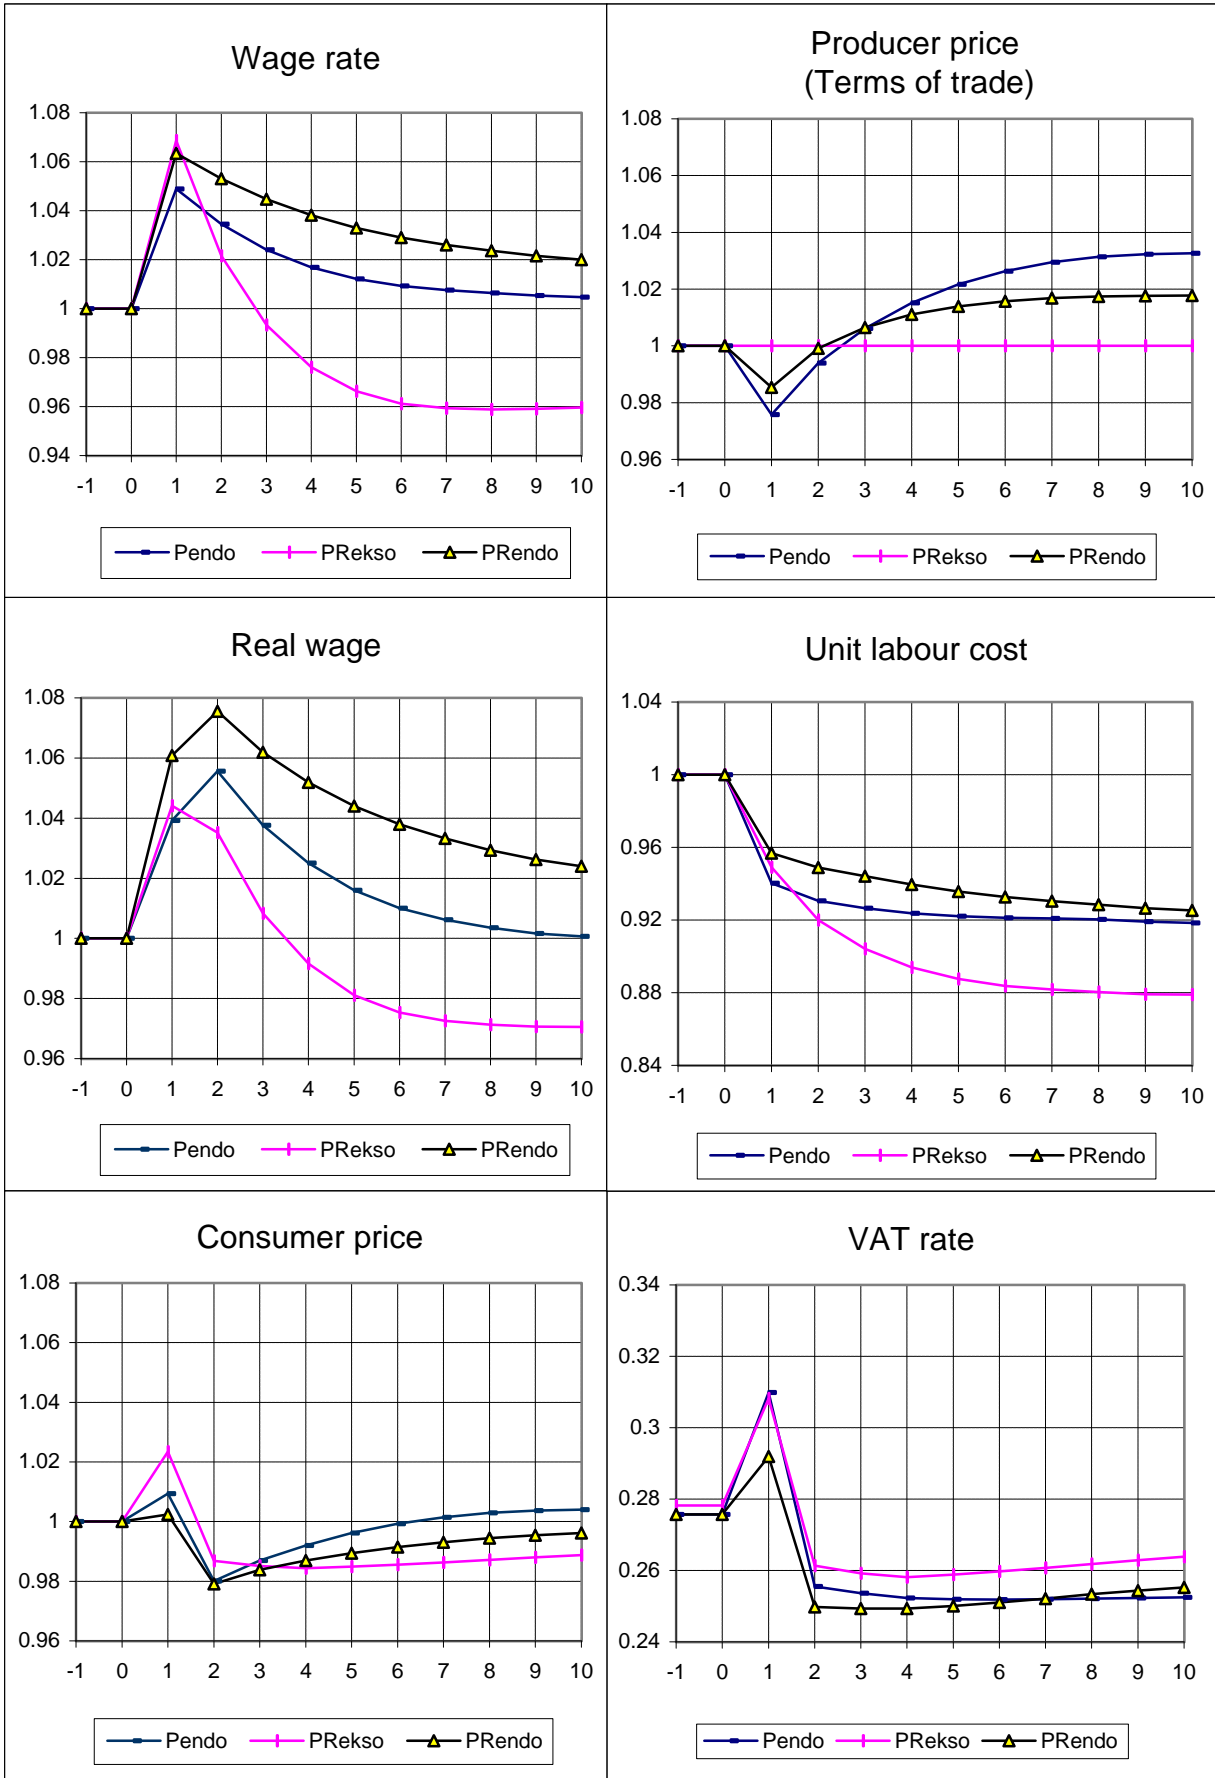 Wage rate
1.08
1.06
1.04
1.02
1
0.98
0.96
0.94
-1 0 1 2 3 4 5 6 7 8 9 10
Pendo PRekso PRendo
Producer price
(Terms of trade)
1.08
1.06
1.04
1.02
1
0.98
0.96
-1 0 1 2 3 4 5 6 7 8 9 10
Pendo PRekso PRendo
Real wage
1.08
1.06
1.04
1.02
1
0.98
0.96
-1 0 1 2 3 4 5 6 7 8 9 10
Pendo PRekso PRendo
Unit labour cost
1.04
1
0.96
0.92
0.88
0.84
-1 0 1 2 3 4 5 6 7 8 9 10
Pendo PRekso PRendo
Consumer price
1.08
1.06
1.04
1.02
1
0.98
0.96
-1 0 1 2 3 4 5 6 7 8 9 10
Pendo PRekso PRendo
VAT rate
0.34
0.32
0.3
0.28
0.26
0.24
-1 0 1 2 3 4 5 6 7 8 9 10
Pendo PRekso PRendo